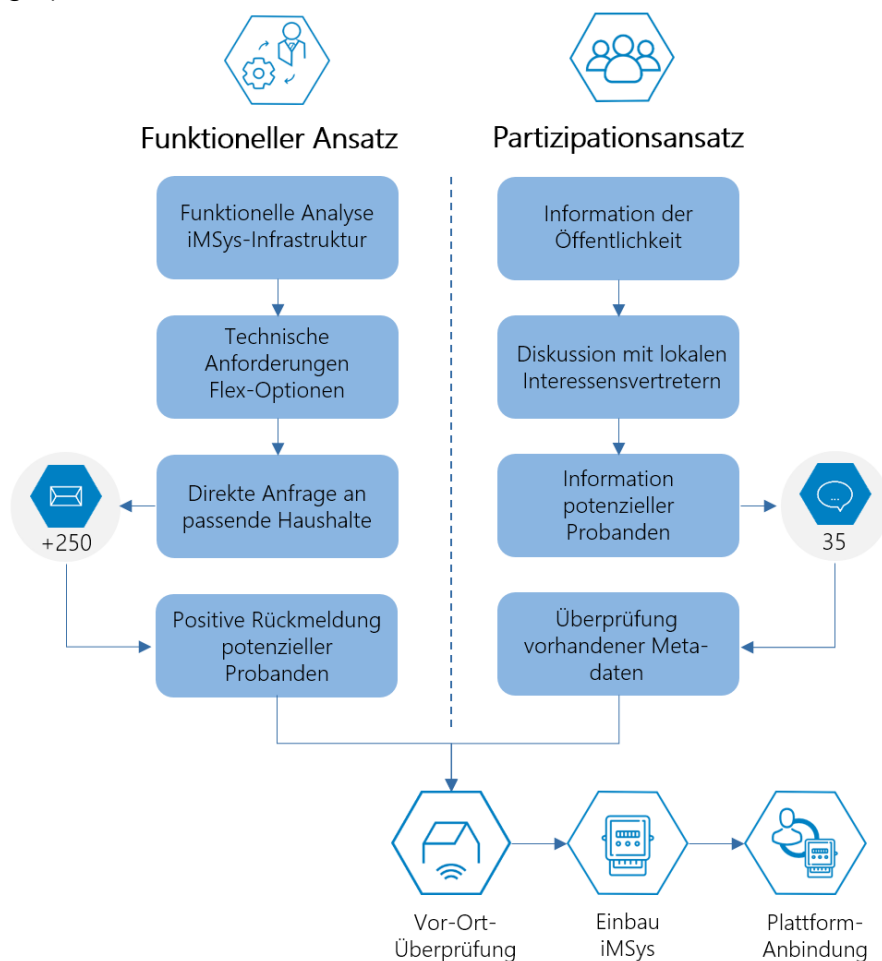 Funktioneller Ansatz
Funktionelle Analyse
iMSys-Infrastruktur
Technische
Anforderungen
Flex-Optionen
Direkte Anfrage an
passende Haushalte
+250
Positive Rückmeldung
potenzieller
Probanden
Partizipationsansatz
Information der
Öffentlichkeit
Diskussion mit lokalen
Interessensvertretern
Information
potenzieller
Probanden
...
35
Überprüfung
vorhandener Meta-
daten
Vor-Ort-
Überprüfung
Einbau
iMSys
Plattform-
Anbindung